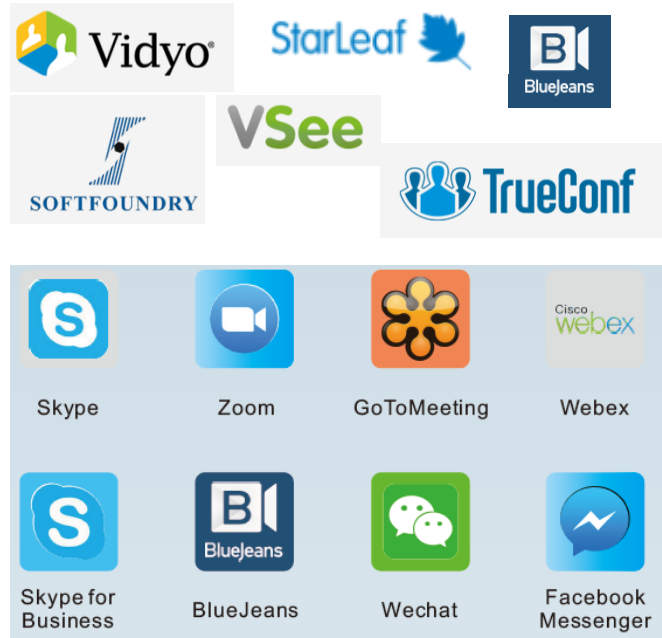 Vidyo®
StarLeaf
B
BlueJeans
SOFTFOUNDRY
VSee
TrueConf
S
Cisco
webex
Skype
Zoom
GoToMeeting
Webex
S
B
BlueJeans
Skype for
Business
BlueJeans
Wechat
Facebook
Messenger